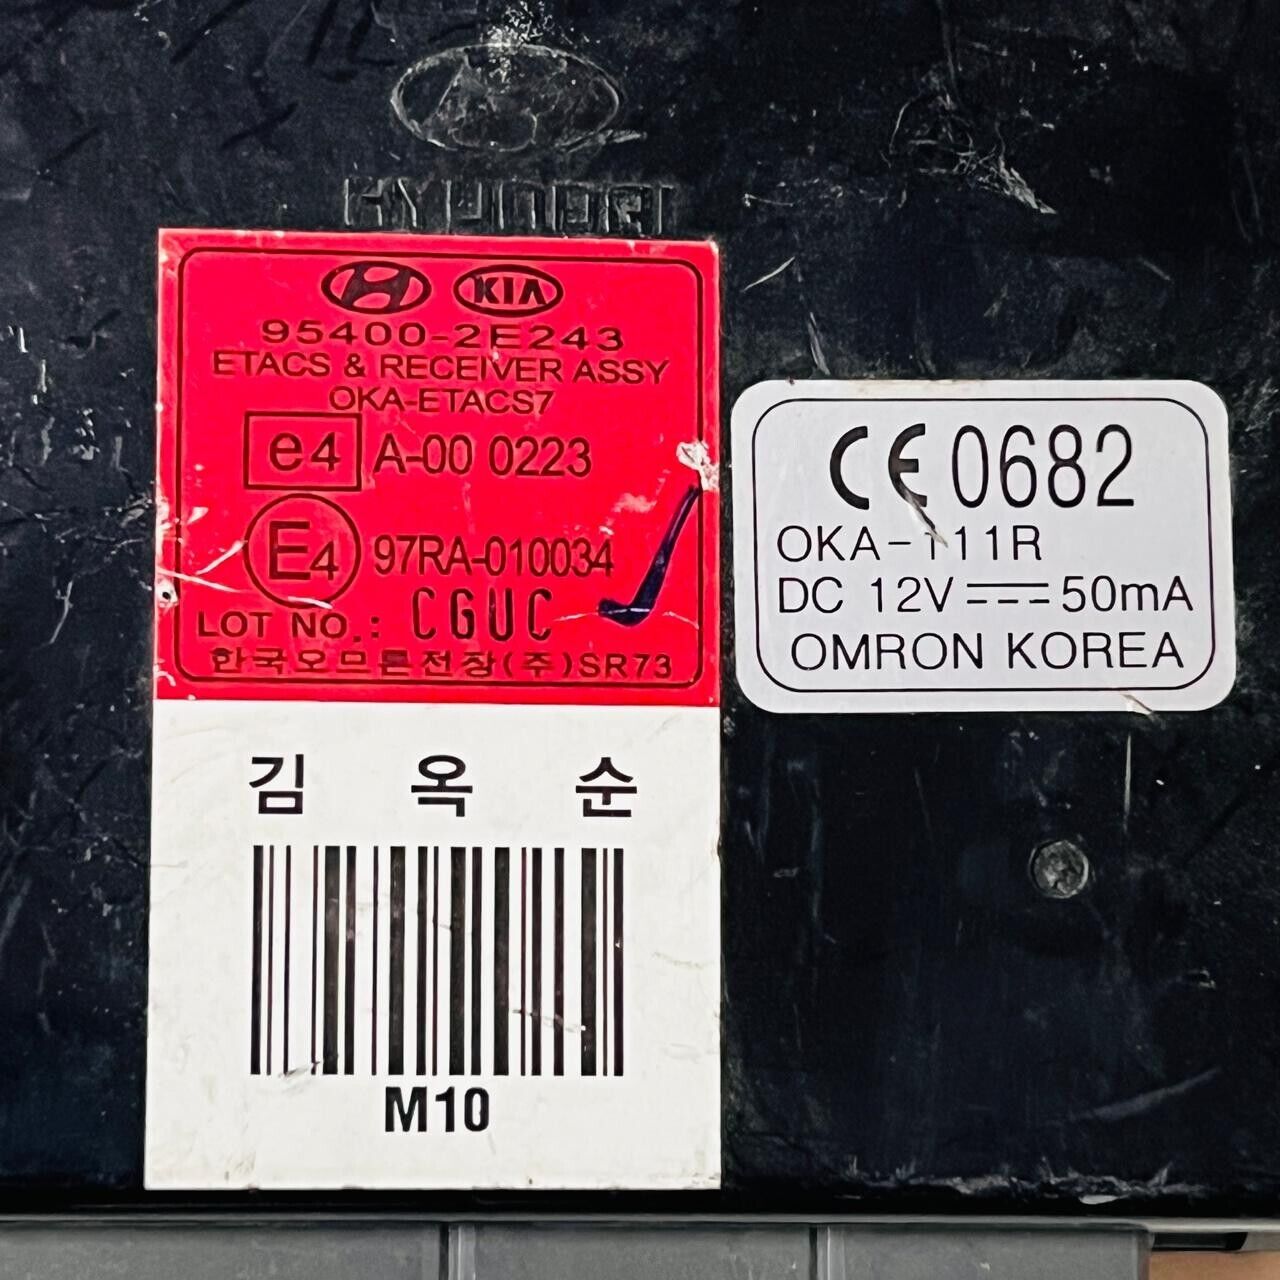 HYUNDAI
KIA
95400-2E243
ETACS & RECEIVER ASSY
OKA-ETACS7
e4 A-00 0223
E4 97RA-010034
LOT NO.: CGUC
한국오므론전장(주)SR73
김 옥 순
M10
CE 0682
OKA-111R
DC 12V 50mA
OMRON KOREA